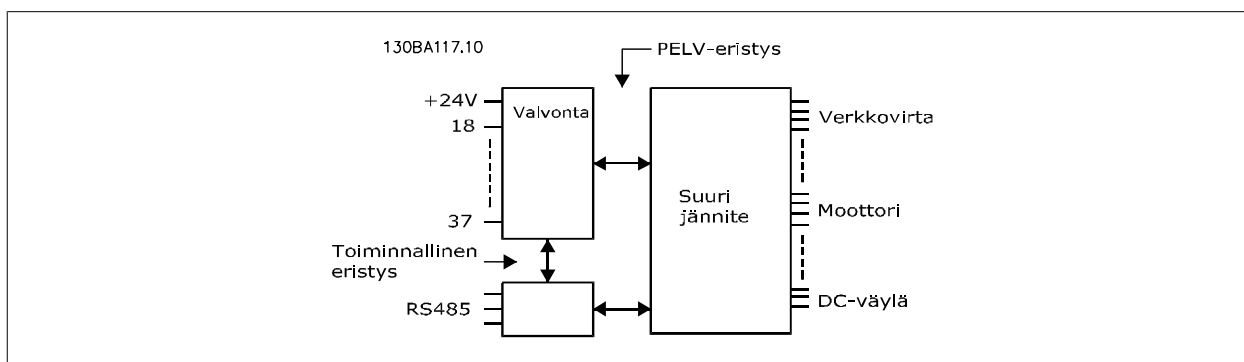 130BA117.10
PELV-eristys
+24V
Valvonta
18
37
Toiminnallinen
eristys
RS485
Suuri
jännite
Verkkovirta
Moottori
DC-väylä